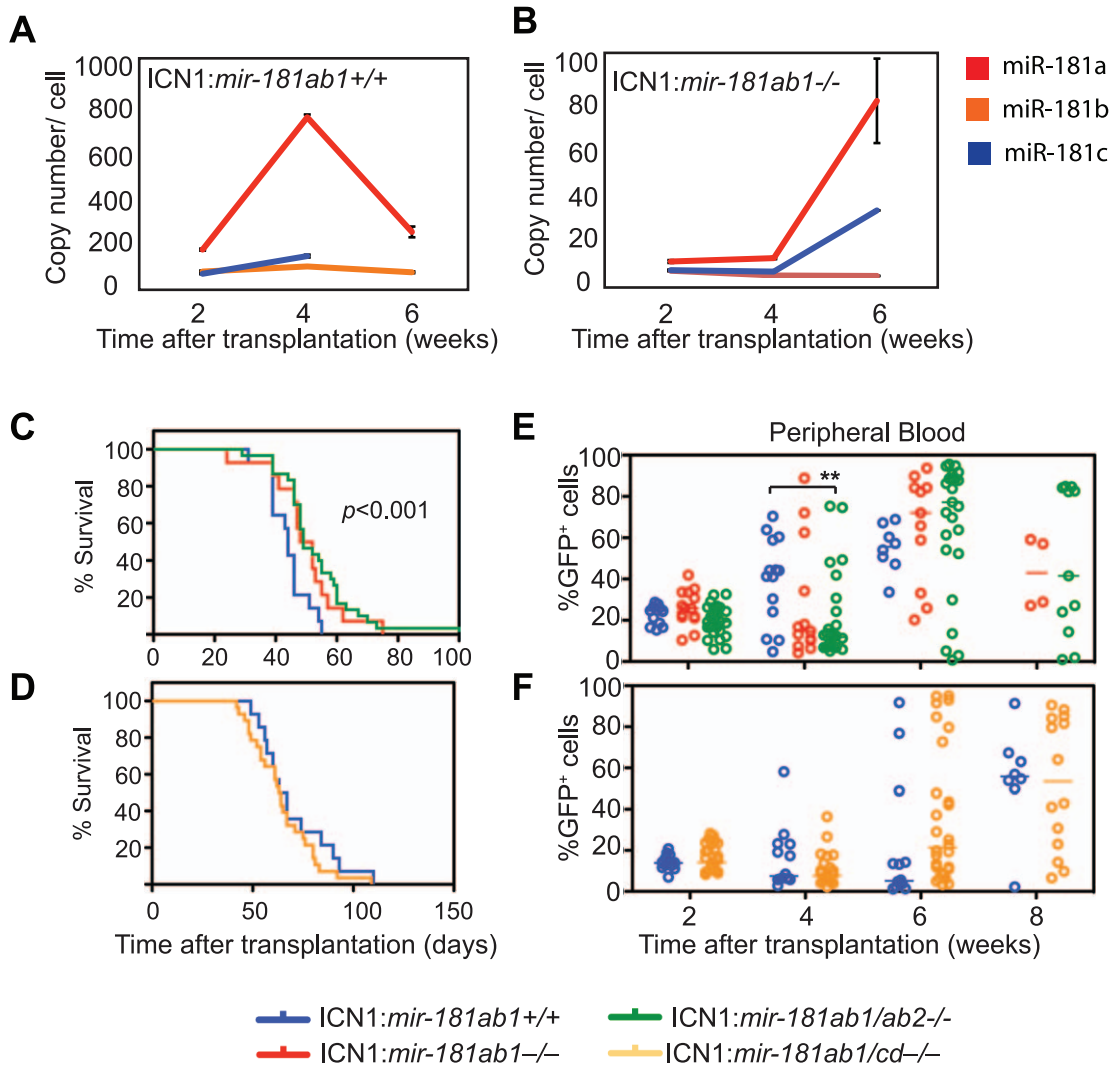 A
ICN1:mir-181ab1+/+
Copy number/ cell
1000
800
600
400
200
0
2 4 6
Time after transplantation (weeks)
B
ICN1:mir-181ab1-/-
Copy number/ cell
100
80
60
40
20
0
2 4 6
Time after transplantation (weeks)
miR-181a
miR-181b
miR-181c
C
% Survival
100
80
60
40
20
p<0.001
0 20 40 60 80 100
D
% Survival
100
80
60
40
20
0 50 100 150
Time after transplantation (days)
E
Peripheral Blood
%GFP+ cells
100
80
60
40
20
0
**
F
%GFP+ cells
100
80
60
40
20
0
2 4 6 8
Time after transplantation (weeks)
ICN1:mir-181ab1+/+
ICN1:mir-181ab1/ab2-/-
ICN1:mir-181ab1–/–
ICN1:mir-181ab1/cd–/–